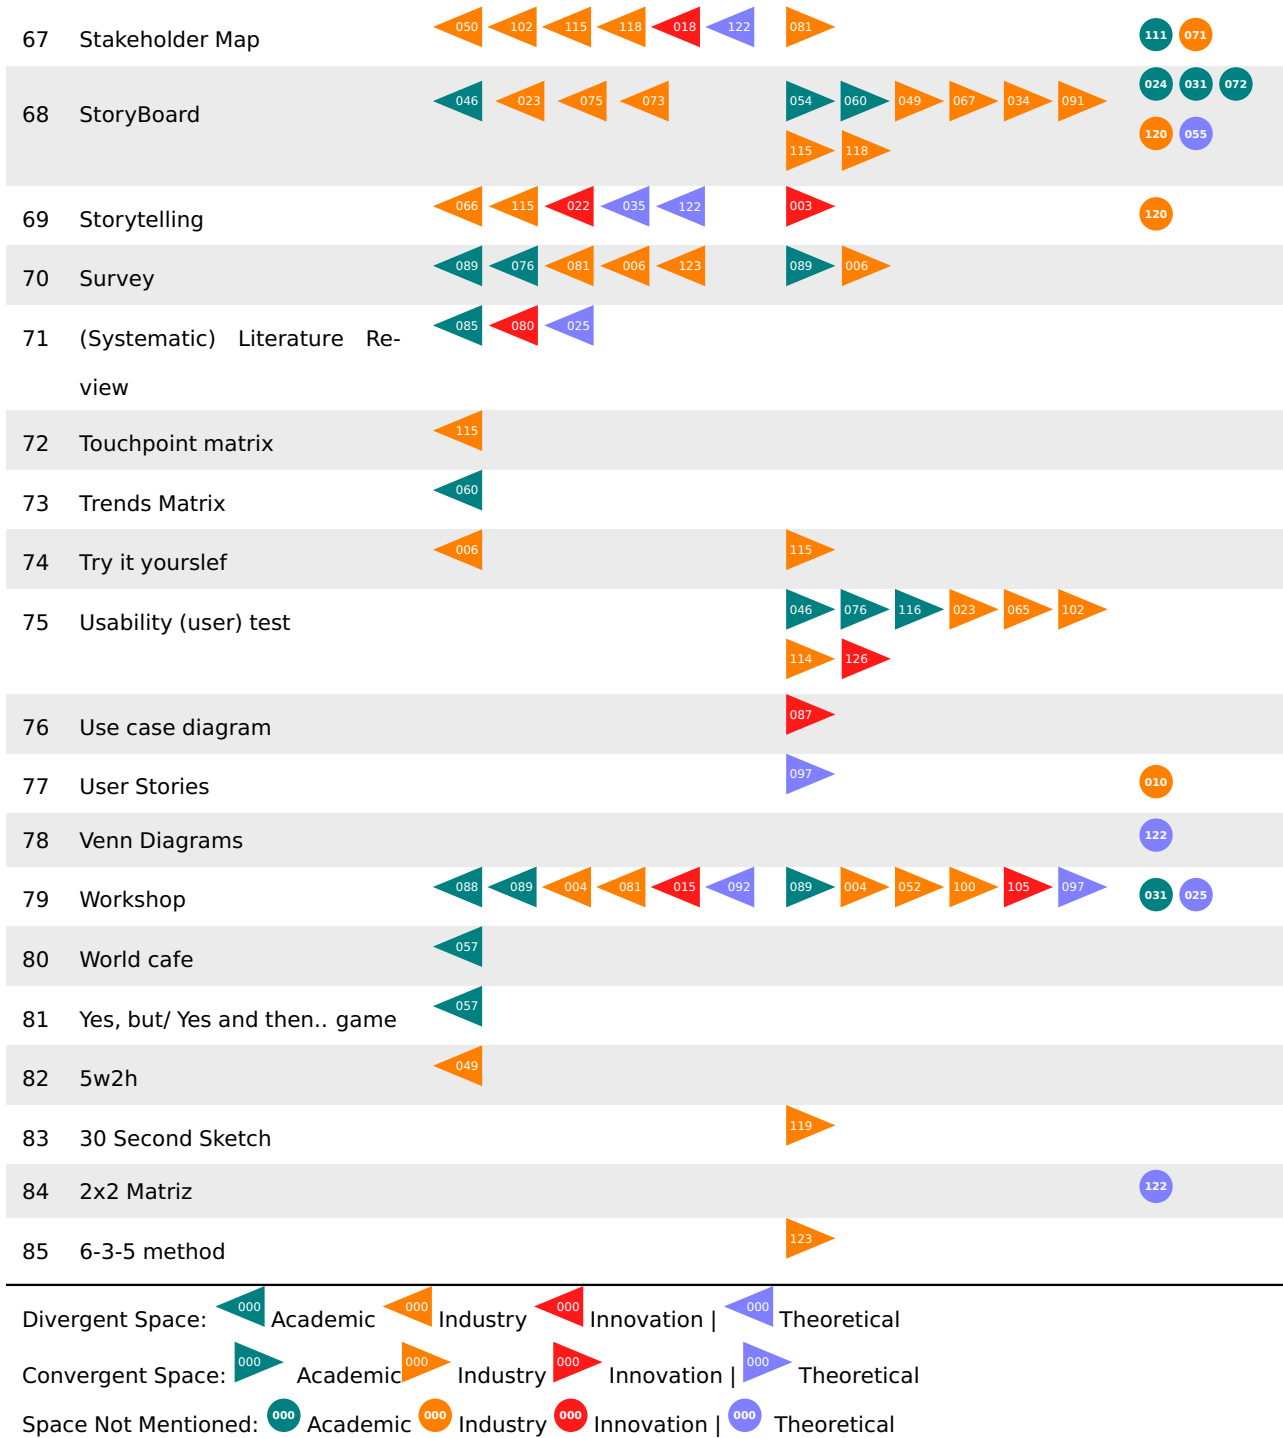 67 Stakeholder Map 050 102 115 118 018 122 081 111 071
68 StoryBoard 046 023 075 073 054 060 049 067 034 091 024 031 072
115 118 120 055
69 Storytelling 066 115 022 035 122 003 120
70 Survey 089 076 081 006 123 089 006
71 (Systematic) Literature Re- 085 080 025
view
72 Touchpoint matrix 115
73 Trends Matrix 060
74 Try it yourslef 006 115
75 Usability (user) test 046 076 116 023 065 102
114 126
76 Use case diagram 087
77 User Stories 097 010
78 Venn Diagrams 122
79 Workshop 088 089 004 081 015 092 089 004 052 100 105 097 031 025
80 World cafe 057
81 Yes, but/ Yes and then.. game 057
82 5w2h 049
83 30 Second Sketch 119
84 2x2 Matriz 122
85 6-3-5 method 123
Divergent Space: 000 Academic 000 Industry 000 Innovation | 000 Theoretical
Convergent Space: 000 Academic 000 Industry 000 Innovation | 000 Theoretical
Space Not Mentioned: 000 Academic 000 Industry 000 Innovation | 000 Theoretical